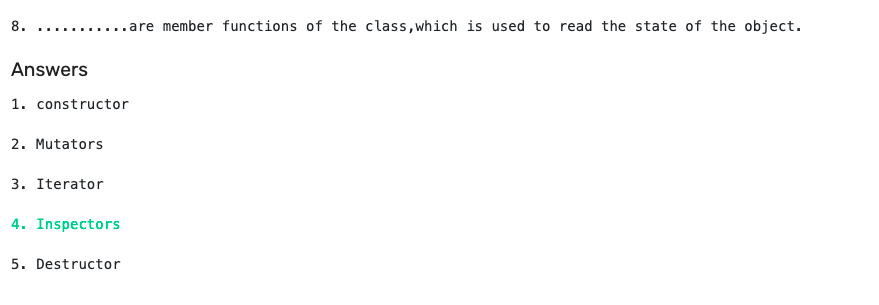 8. ...........are member functions of the class,which is used to read the state of the object.
Answers
1. constructor
2. Mutators
3. Iterator
4. Inspectors
5. Destructor